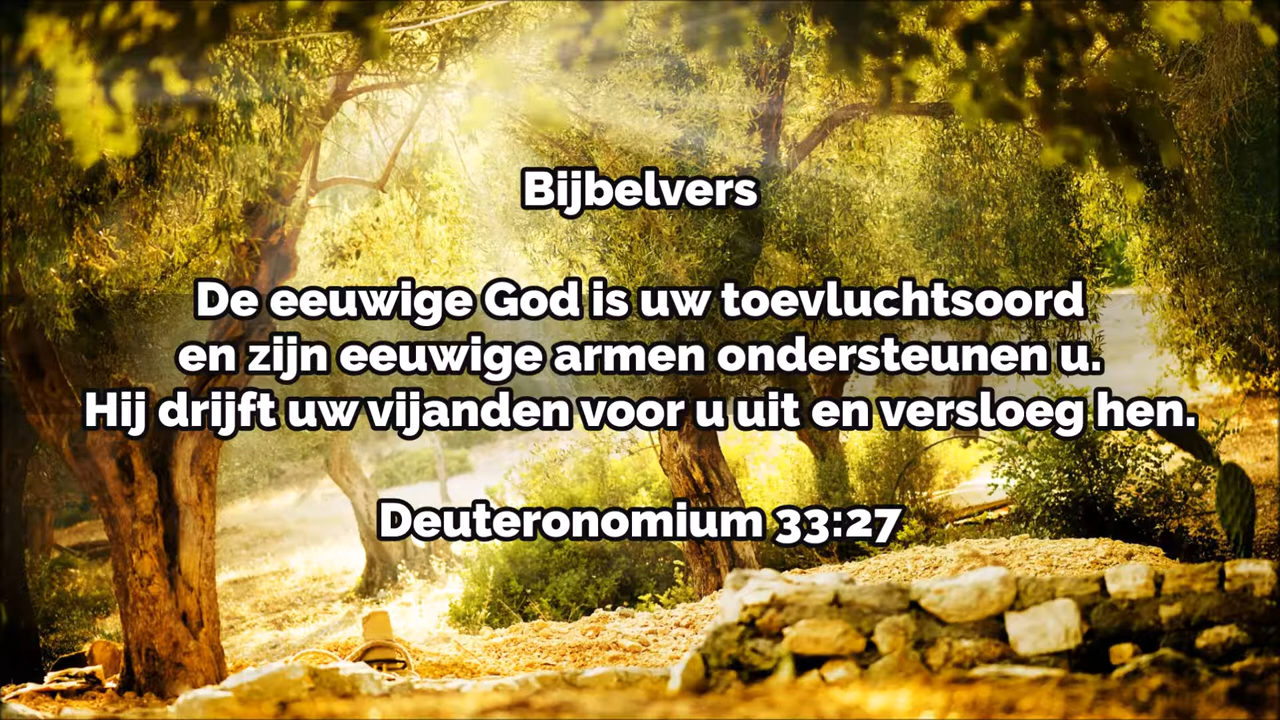 Bijbelvers
De eeuwige God is uw toevluchtsoord
en zijn eeuwige armen ondersteunen u.
Hij drijft uw vijanden voor u uit en versloeg hen.
Deuteronomium 33:27